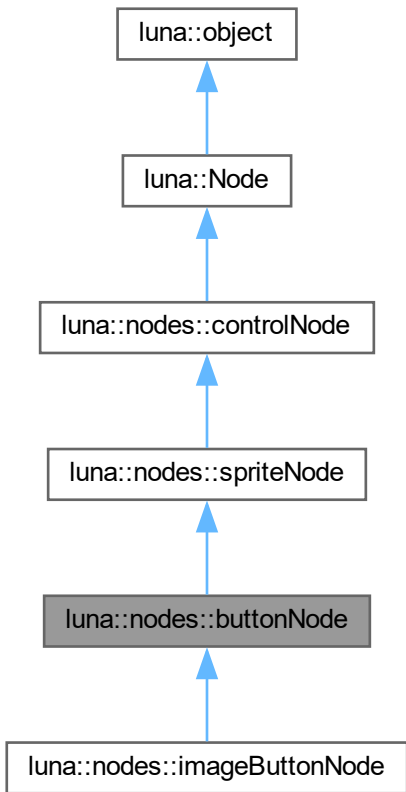 luna::object
luna::Node
luna::nodes::controlNode
luna::nodes::spriteNode
luna::nodes::buttonNode
luna::nodes::imageButtonNode